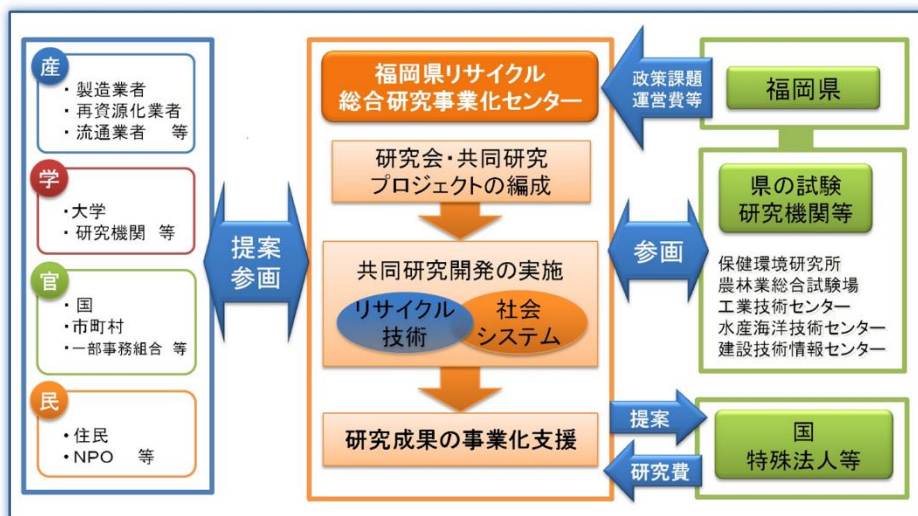 産
・製造業者
・再資源化業者
・流通業者 等
学
・大学
・研究機関 等
官
・国
・市町村
・一部事務組合 等
民
・住民
・NPO 等
提案
参画
福岡県リサイクル
総合研究事業化センター
研究会・共同研究
プロジェクトの編成
共同研究開発の実施
リサイクル
技術
社会
システム
研究成果の事業化支援
政策課題
運営費等
福岡県
参画
県の試験
研究機関等
保健環境研究所
農林業総合試験場
工業技術センター
水産海洋技術センター
建設技術情報センター
提案
研究費
国
特殊法人等